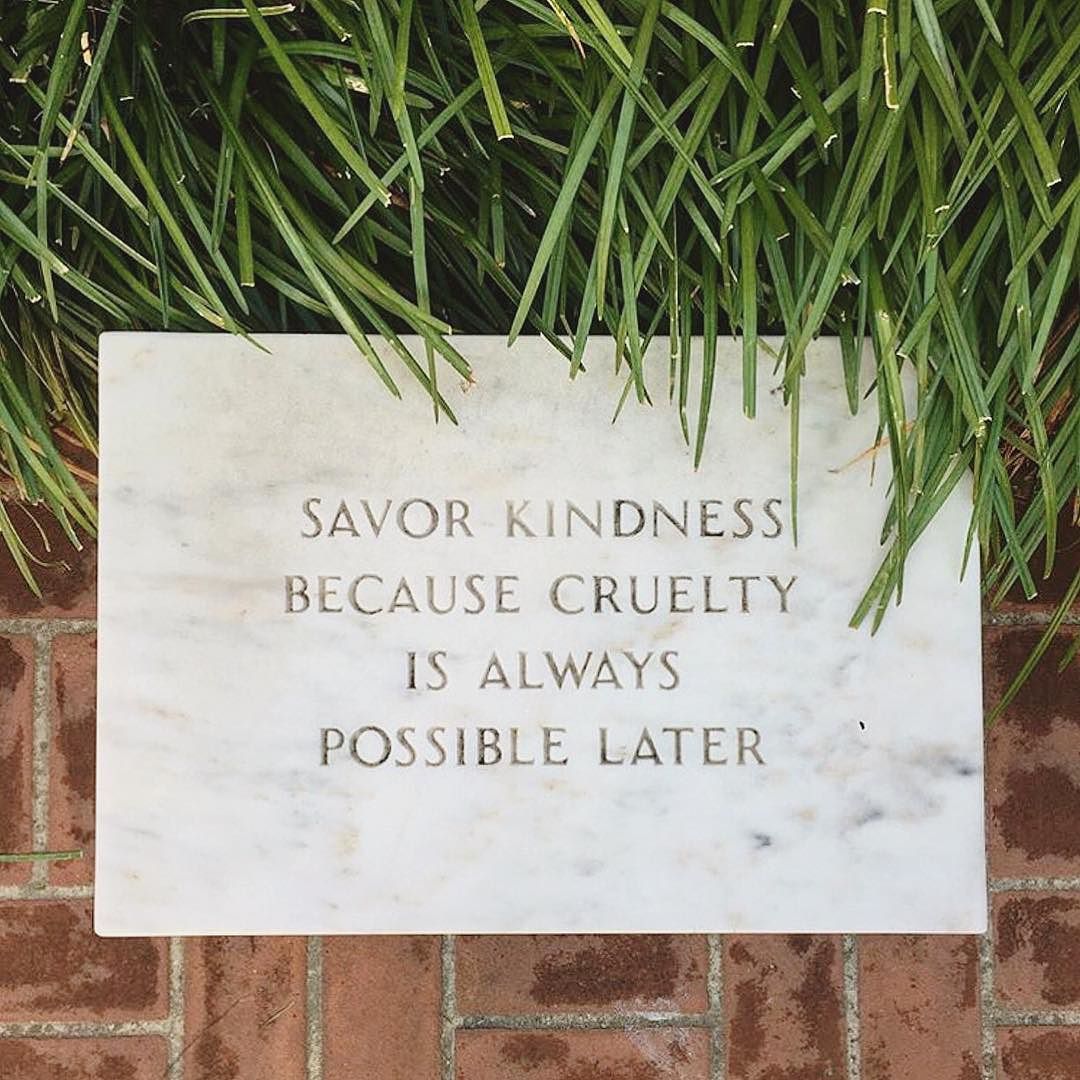 SAVOR KINDNESS
BECAUSE CRUELTY
IS ALWAYS
POSSIBLE LATER